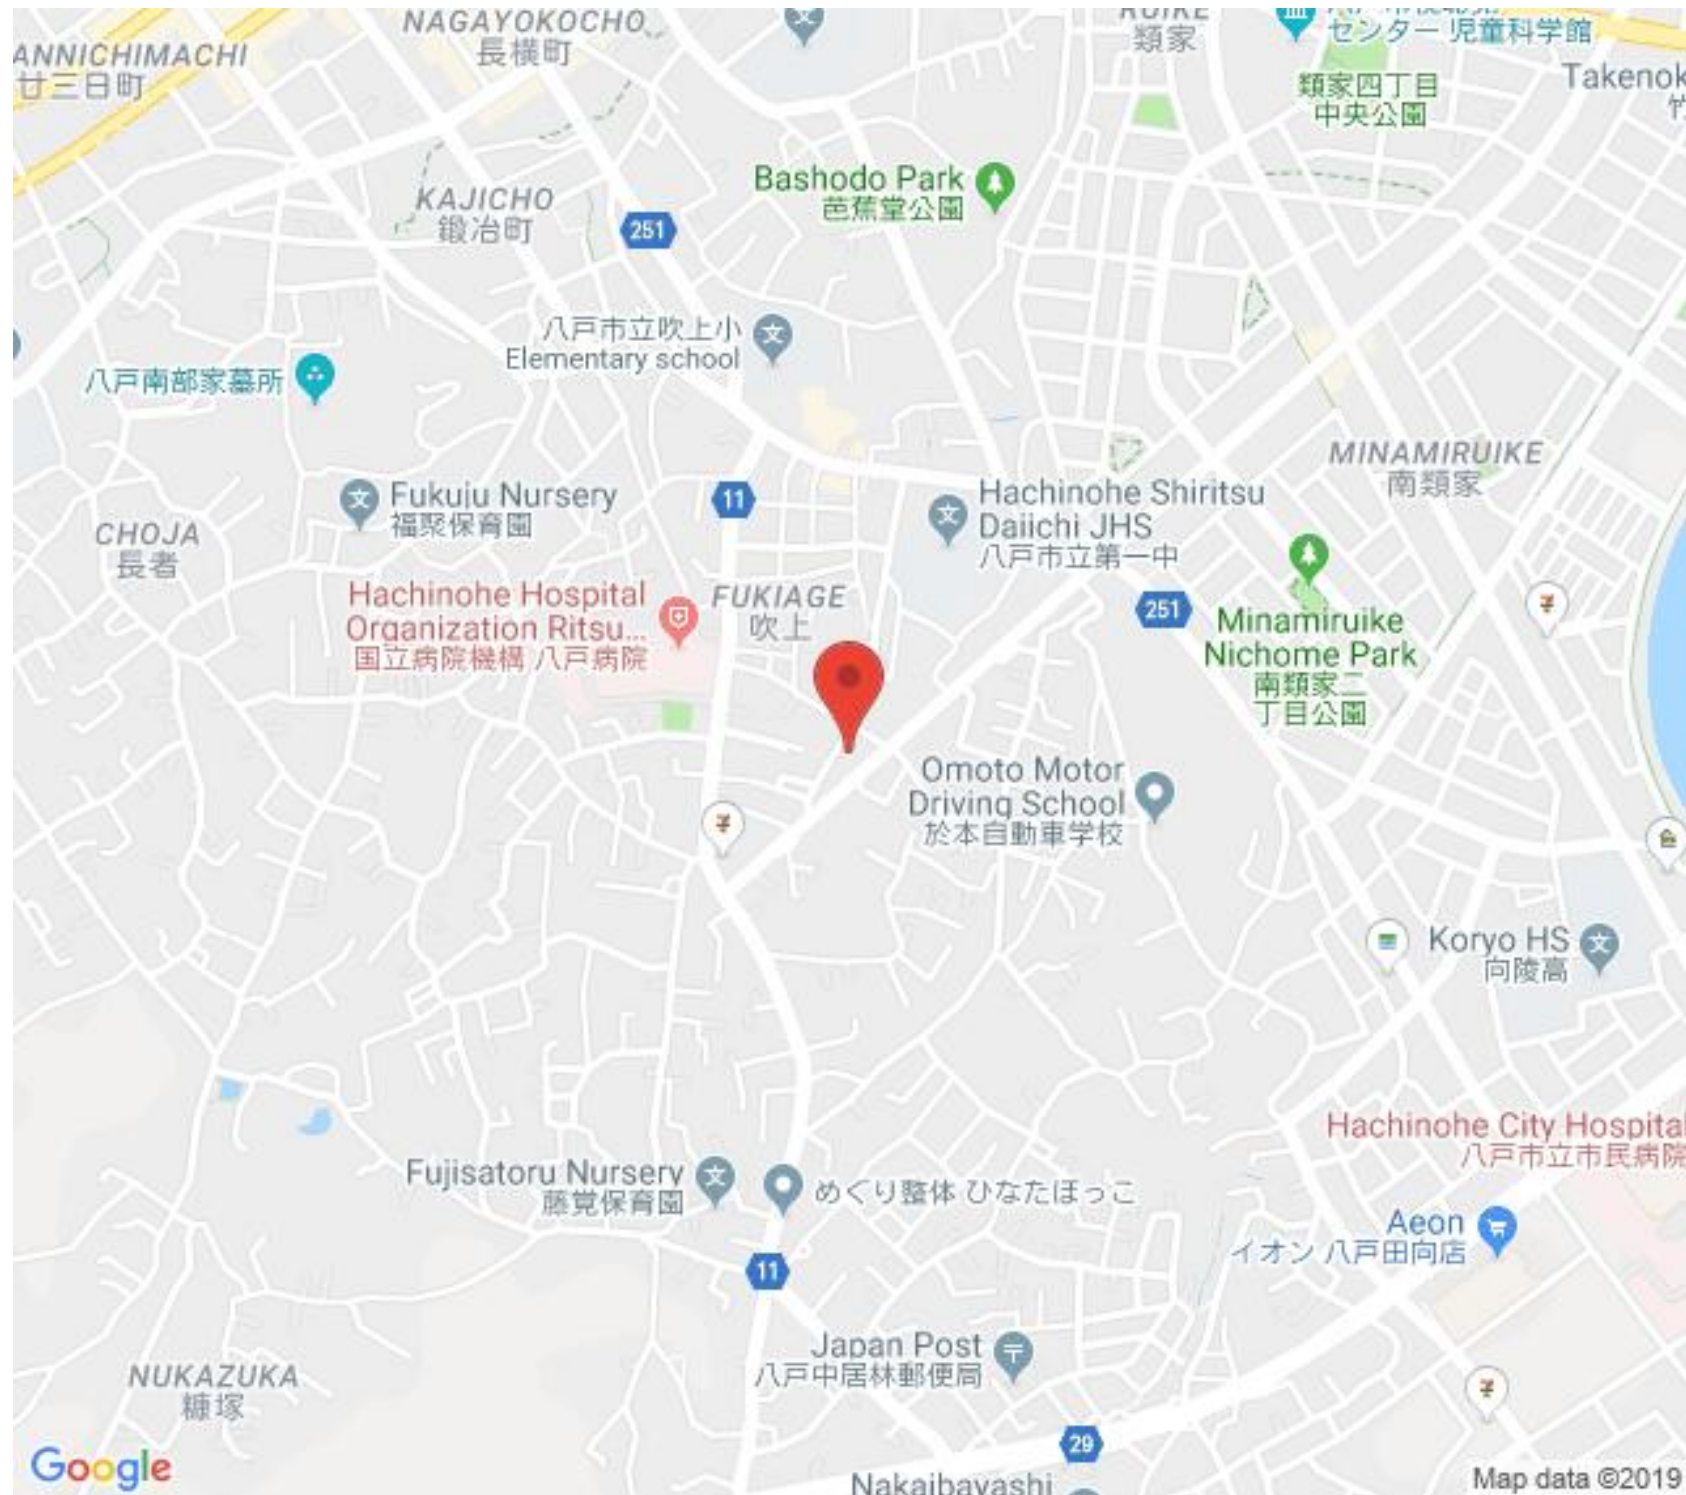 NAGAYOKOCHO
長横町
類家
センター 児童科学館
ANNICHIMACHI
廿三日町
類家四丁目
中央公園
Takenok
Bashodo Park
芭蕉堂公園
KAJICHO
鍛冶町
251
八戸市立吹上小
Elementary school
八戸南部家墓所
MINAMIRUIKE
南類家
Fukuju Nursery
福聚保育園
11
Hachinohe Shiritsu
Daiichi JHS
八戸市立第一中
CHOJA
長者
Hachinohe Hospital
Organization Ritsu...
国立病院機構 八戸病院
FUKIAGE
吹上
251
Minamiruike
Nichome Park
南類家二
丁目公園
Omoto Motor
Driving School
於本自動車学校
Koryo HS
向陵高
Hachinohe City Hospital
八戸市立市民病院
Fujisatoru Nursery
藤覚保育園
めぐり整体 ひなたぼっこ
Aeon
イオン 八戸田向店
11
Japan Post
八戸中居林郵便局
NUKAZUKA
糠塚
29
Google
Nakaibayashi
Map data ©2019